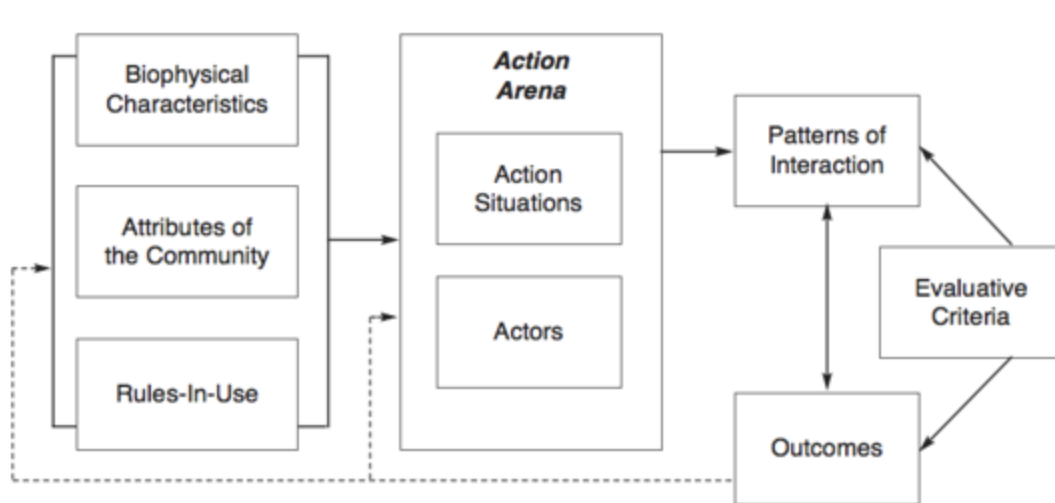 Biophysical
Characteristics
Attributes of
the Community
Rules-In-Use
Action
Arena
Action
Situations
Actors
Patterns of
Interaction
Evaluative
Criteria
Outcomes